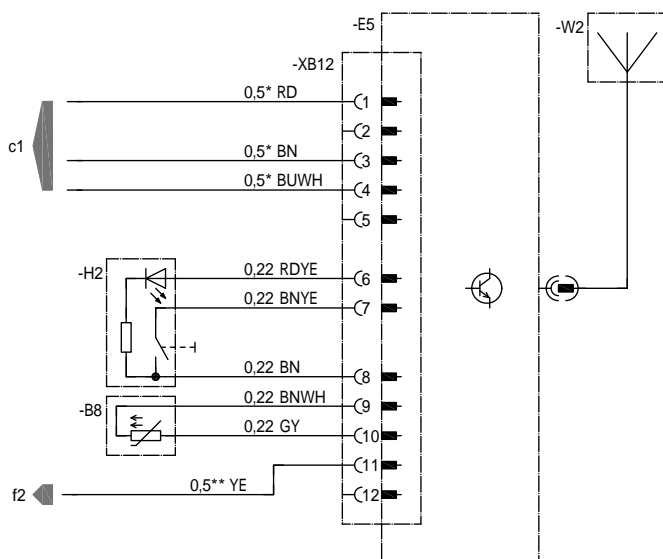 -E5
-W2
-XB12
0,5* RD
1
2
c1
0,5* BN
3
0,5* BUWH
4
5
-H2
0,22 RDYE
6
0,22 BNYE
7
0,22 BN
8
-B8
0,22 BNWH
9
0,22 GY
10
11
f2
0,5** YE
12